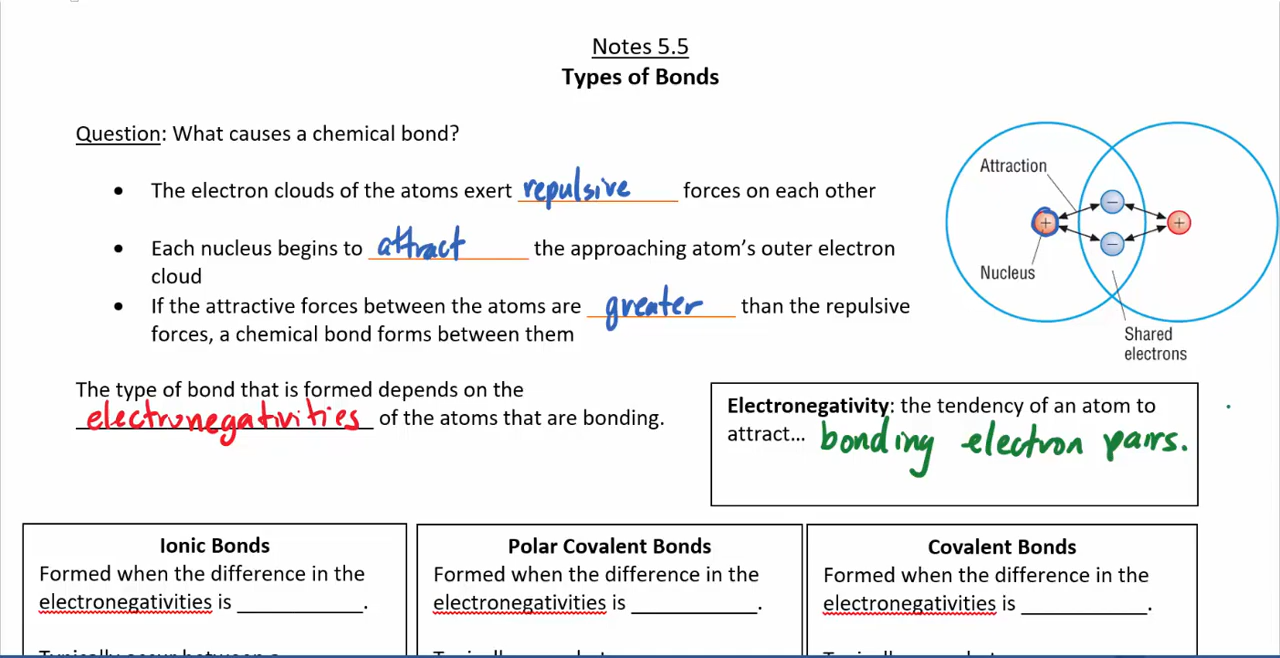 Notes 5.5
Types of Bonds
Question: What causes a chemical bond?
• The electron clouds of the atoms exert repulsive forces on each other
• Each nucleus begins to attract the approaching atom's outer electron
cloud
• If the attractive forces between the atoms are greater than the repulsive
forces, a chemical bond forms between them
Attraction
− 
+ +
−
Nucleus
Shared
electrons
The type of bond that is formed depends on the
electronegativities of the atoms that are bonding.
Electronegativity: the tendency of an atom to
attract... bonding electron pairs.
Ionic Bonds
Formed when the difference in the
electronegativities is ____________.
Polar Covalent Bonds
Formed when the difference in the
electronegativities is ____________.
Covalent Bonds
Formed when the difference in the
electronegativities is ____________.